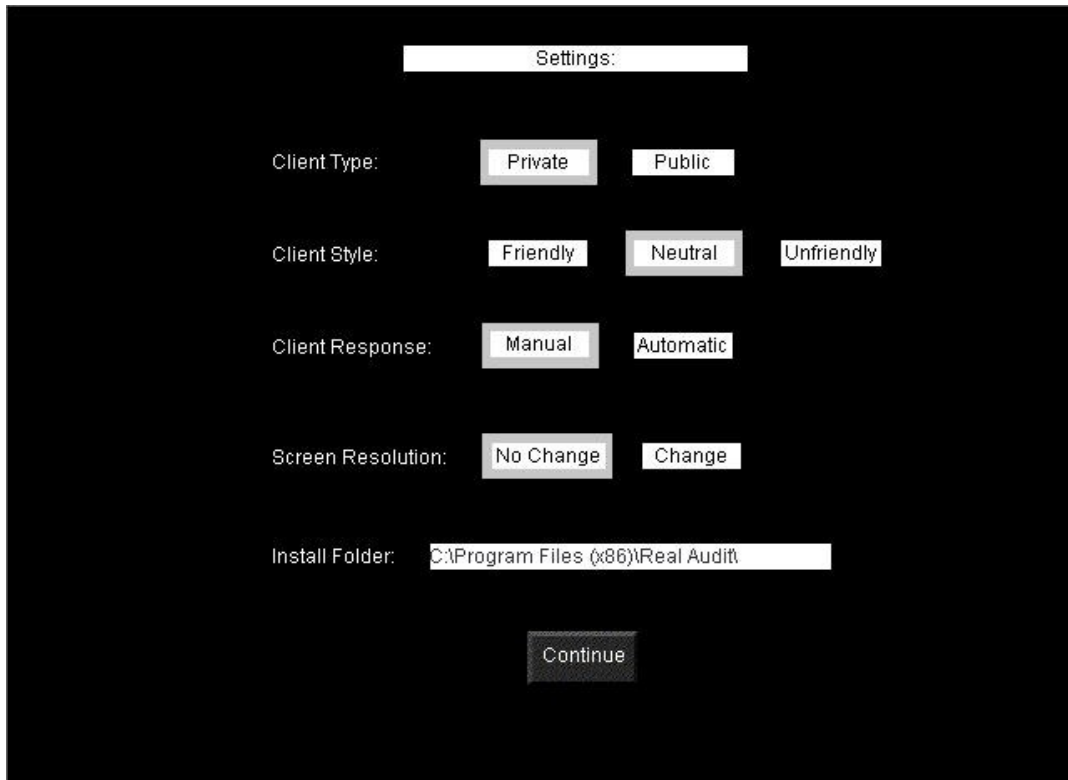 Settings:
Client Type: Private Public
Client Style: Friendly Neutral Unfriendly
Client Response: Manual Automatic
Screen Resolution: No Change Change
Install Folder: C:\Program Files (x86)\Real Audit\
Continue